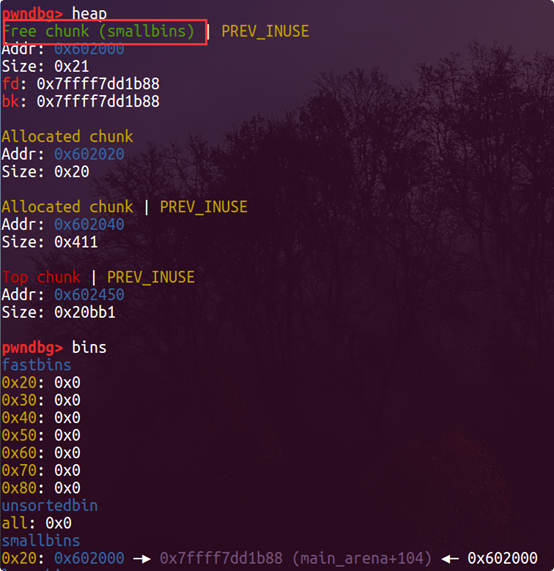 pwndbg> heap
Free chunk (smallbins) | PREV_INUSE
Addr: 0x602000
Size: 0x21
fd: 0x7ffff7dd1b88
bk: 0x7ffff7dd1b88
Allocated chunk
Addr: 0x602020
Size: 0x20
Allocated chunk | PREV_INUSE
Addr: 0x602040
Size: 0x411
Top chunk | PREV_INUSE
Addr: 0x602450
Size: 0x20bb1
pwndbg> bins
fastbins
0x20: 0x0
0x30: 0x0
0x40: 0x0
0x50: 0x0
0x60: 0x0
0x70: 0x0
0x80: 0x0
unsortedbin
all: 0x0
smallbins
0x20: 0x602000 —▸ 0x7ffff7dd1b88 (main_arena+104) ◂— 0x602000